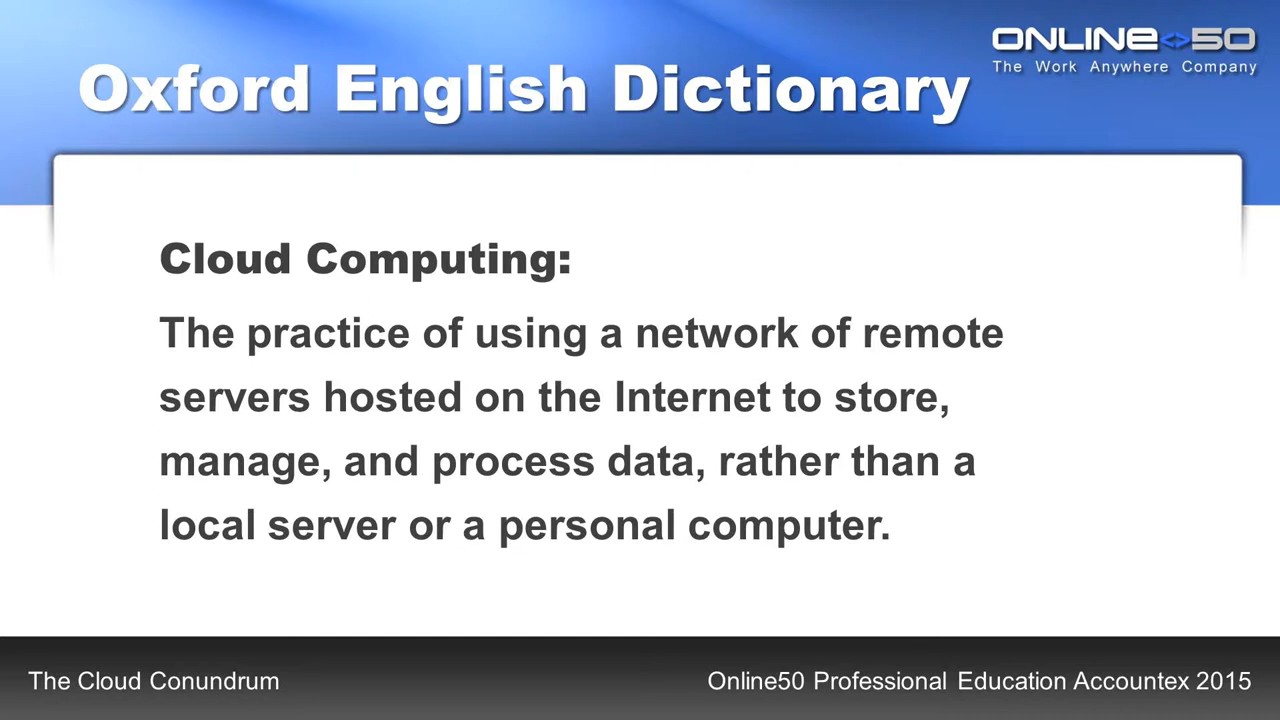 ONLINE<>50
The Work Anywhere Company
Oxford English Dictionary
Cloud Computing:
The practice of using a network of remote
servers hosted on the Internet to store,
manage, and process data, rather than a
local server or a personal computer.
The Cloud Conundrum
Online50 Professional Education Accountex 2015